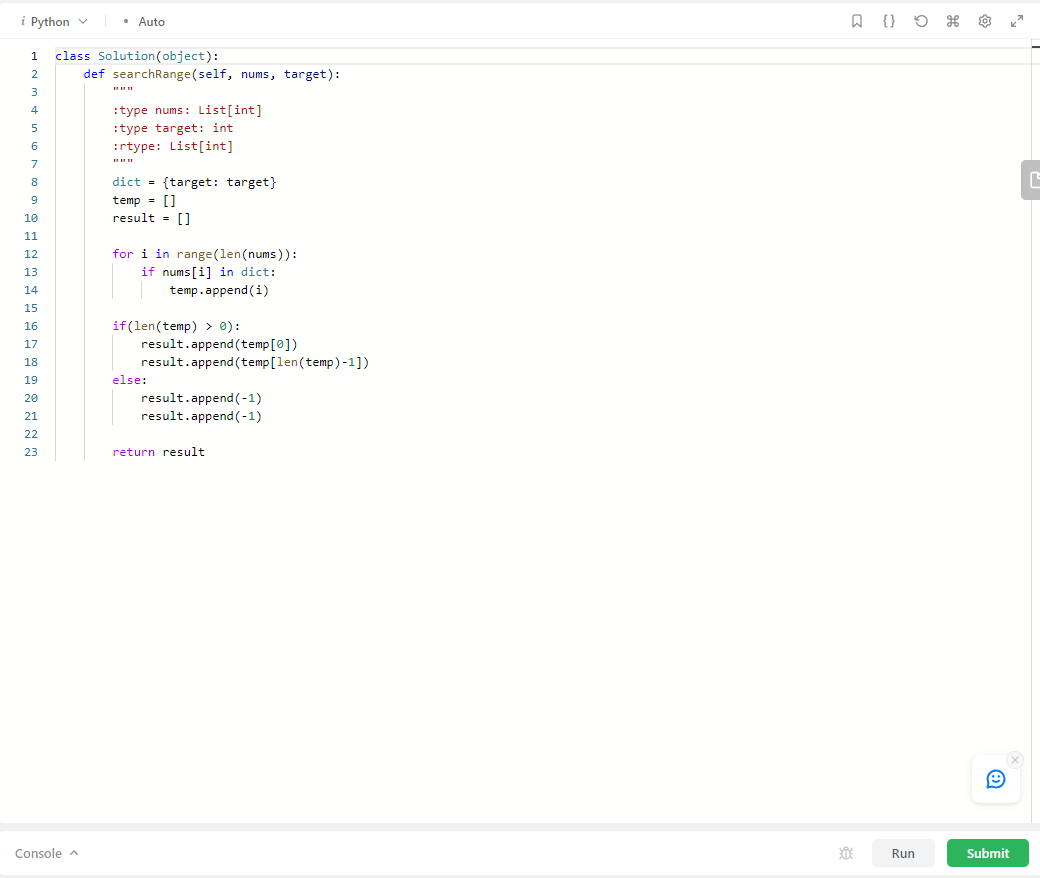 i Python • Auto
1 class Solution(object):
2     def searchRange(self, nums, target):
3         """
4         :type nums: List[int]
5         :type target: int
6         :rtype: List[int]
7         """
8         dict = {target: target}
9         temp = []
10         result = []
11
12         for i in range(len(nums)):
13             if nums[i] in dict:
14                 temp.append(i)
15
16         if(len(temp) > 0):
17             result.append(temp[0])
18             result.append(temp[len(temp)-1])
19         else:
20             result.append(-1)
21             result.append(-1)
22
23         return result
Console Run Submit